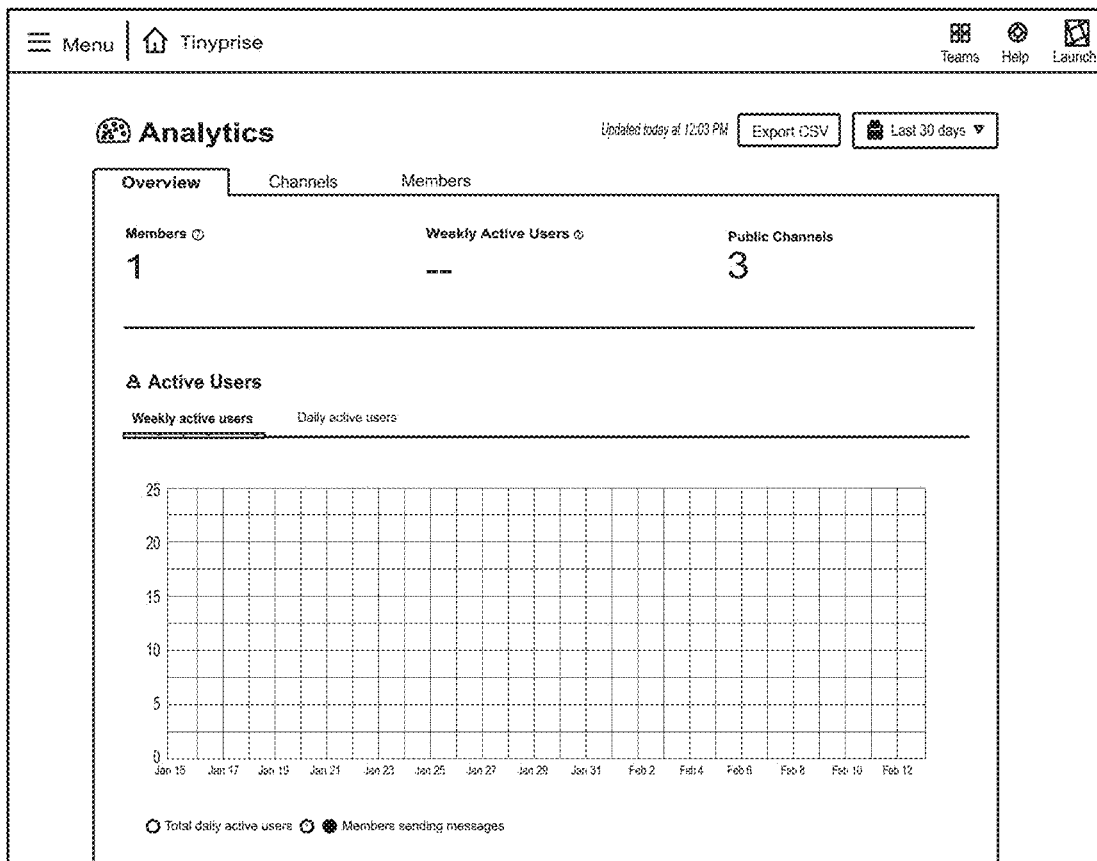 Menu Tinyprise Teams Help Launch
Analytics Updated today at 12:03 PM Export CSV Last 30 days
Overview Channels Members
Members Weekly Active Users Public Channels
1 -- 3
Active Users
Weekly active users Daily active users
25
20
15
10
5
0
Jan 15 Jan 17 Jan 19 Jan 21 Jan 23 Jan 25 Jan 27 Jan 29 Jan 31 Feb 2 Feb 4 Feb 6 Feb 8 Feb 10 Feb 12
Total daily active users Members sending messages